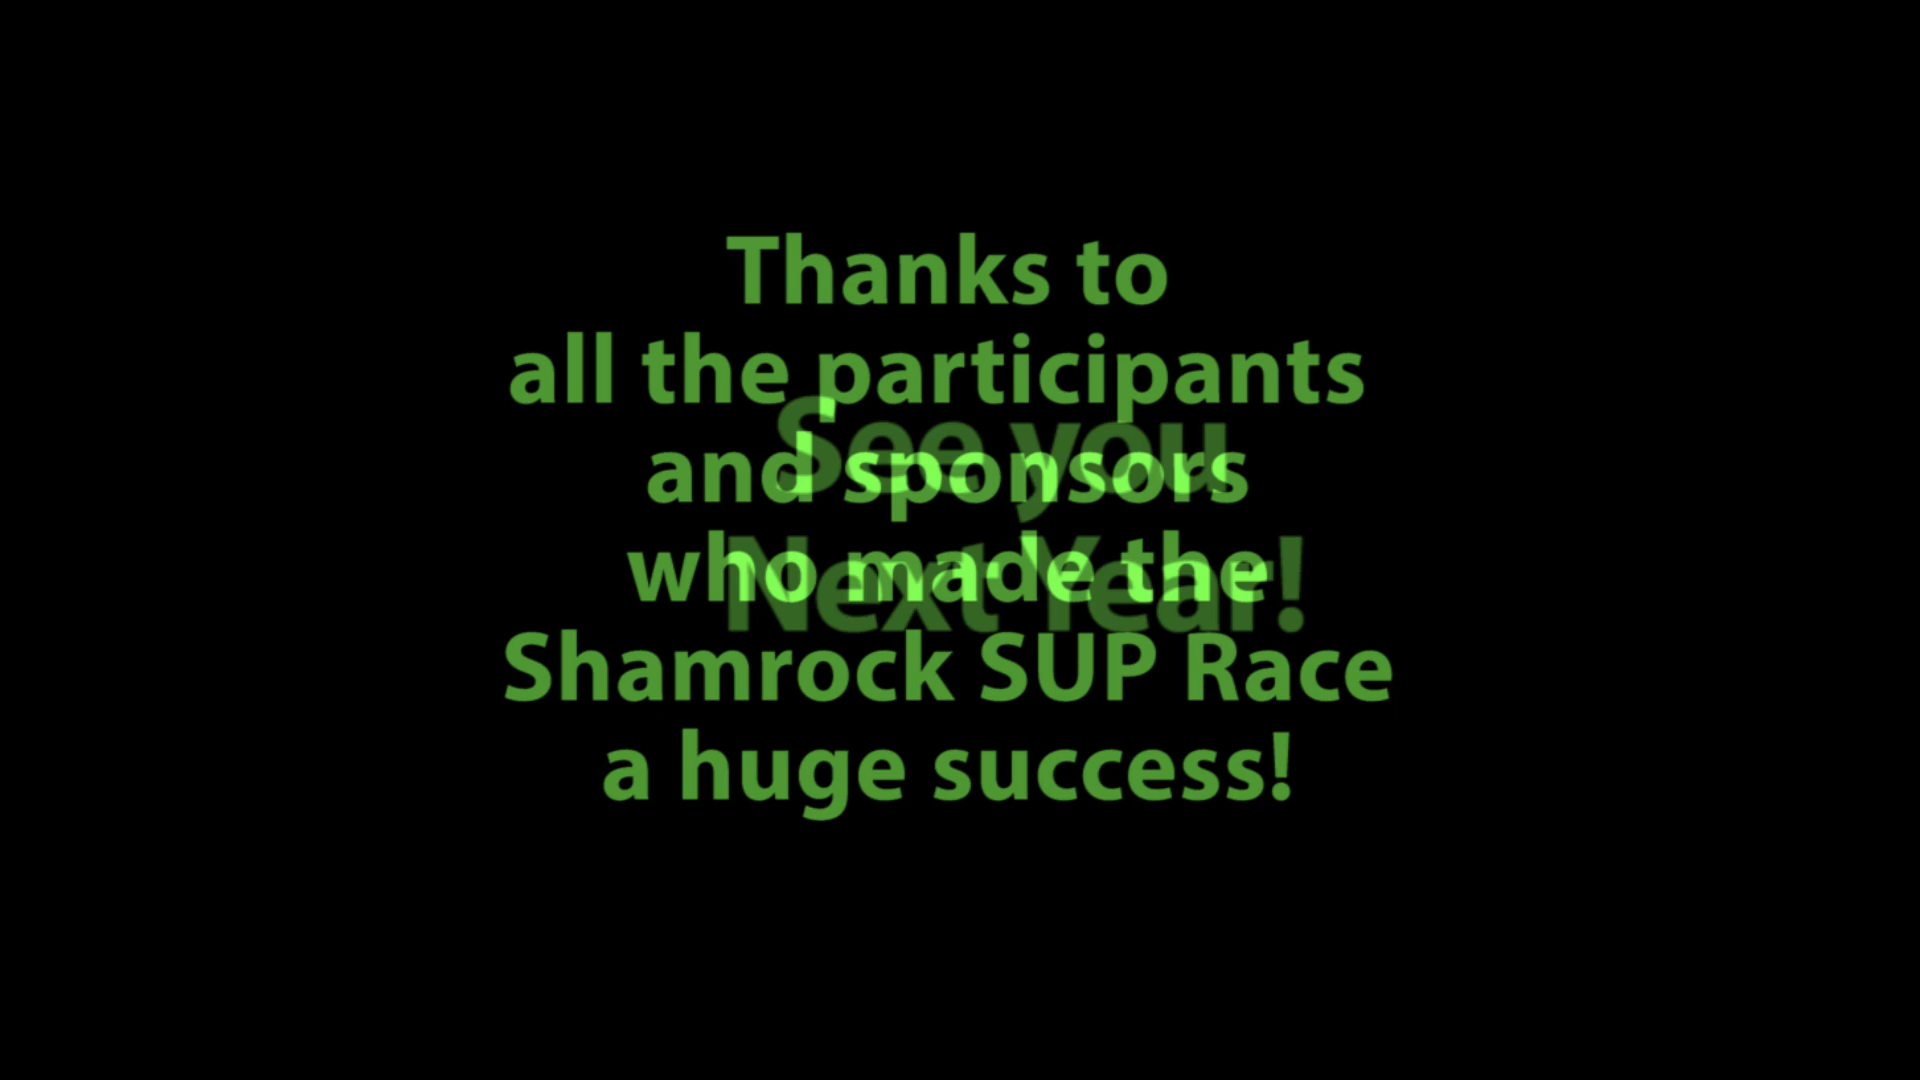 Thanks to
all the participants
and sponsors
who made the
Shamrock SUP Race
a huge success!
See you
Next Year!